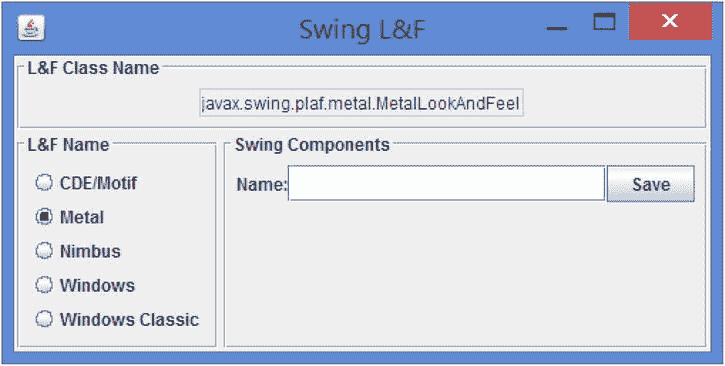 Swing L&F
L&F Class Name
javax.swing.plaf.metal.MetalLookAndFeel
L&F Name
CDE/Motif
Metal
Nimbus
Windows
Windows Classic
Swing Components
Name:
Save